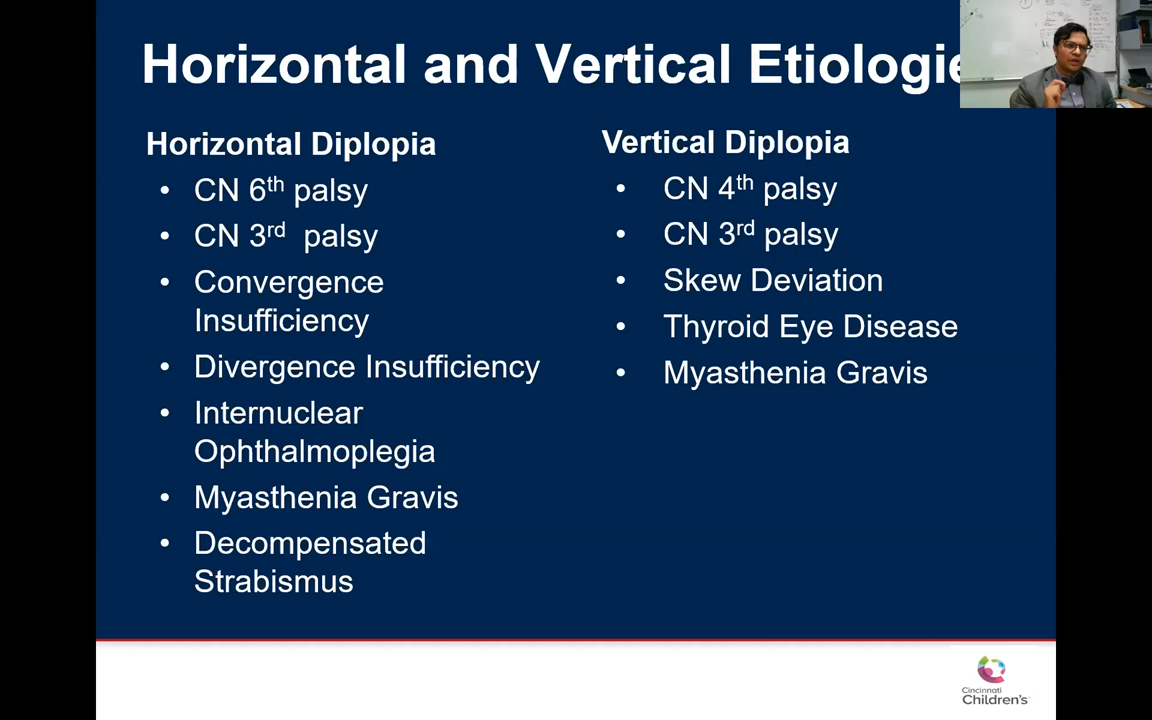 Horizontal and Vertical Etiologie
Horizontal Diplopia
• CN 6th palsy
• CN 3rd palsy
• Convergence
Insufficiency
• Divergence Insufficiency
• Internuclear
Ophthalmoplegia
• Myasthenia Gravis
• Decompensated
Strabismus
Vertical Diplopia
• CN 4th palsy
• CN 3rd palsy
• Skew Deviation
• Thyroid Eye Disease
• Myasthenia Gravis
Cincinnati
Children's